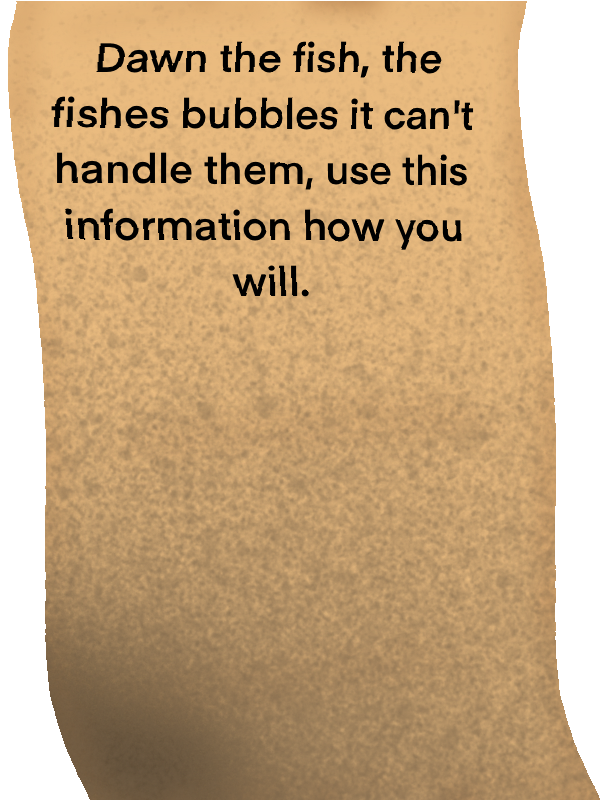 Dawn the fish, the
fishes bubbles it can't
handle them, use this
information how you
will.